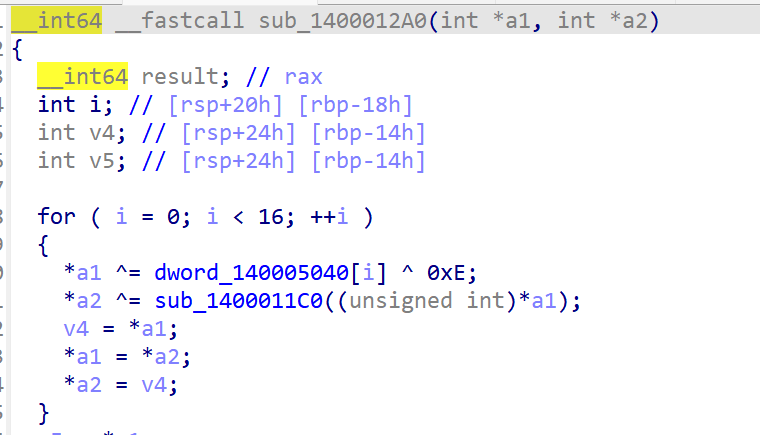 __int64 __fastcall sub_1400012A0(int *a1, int *a2)
{
__int64 result; // rax
int i; // [rsp+20h] [rbp-18h]
int v4; // [rsp+24h] [rbp-14h]
int v5; // [rsp+24h] [rbp-14h]
for ( i = 0; i < 16; ++i )
{
*a1 ^= dword_140005040[i] ^ 0xE;
*a2 ^= sub_1400011C0((unsigned int)*a1);
v4 = *a1;
*a1 = *a2;
*a2 = v4;
}